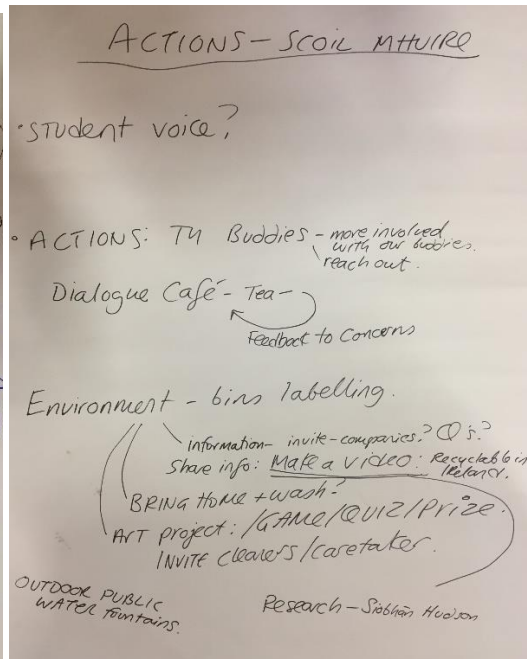 ACTIONS - SCOIL MHUIRE
• STUDENT VOICE?
• ACTIONS: TY Buddies - more involved
with our buddies.
reach out.
Dialogue Café - Tea -
Feedback to Concerns
Environment - bins labelling.
information - invite - companies? Q's?
Share info: Make a video: Recyclable in
Ireland.
BRING HOME + wash?
ART project: /GAME/QUIZ/Prize.
INVITE cleaners/caretaker.
OUTDOOR PUBLIC
WATER fountains.
Research - Siobhán Hudson